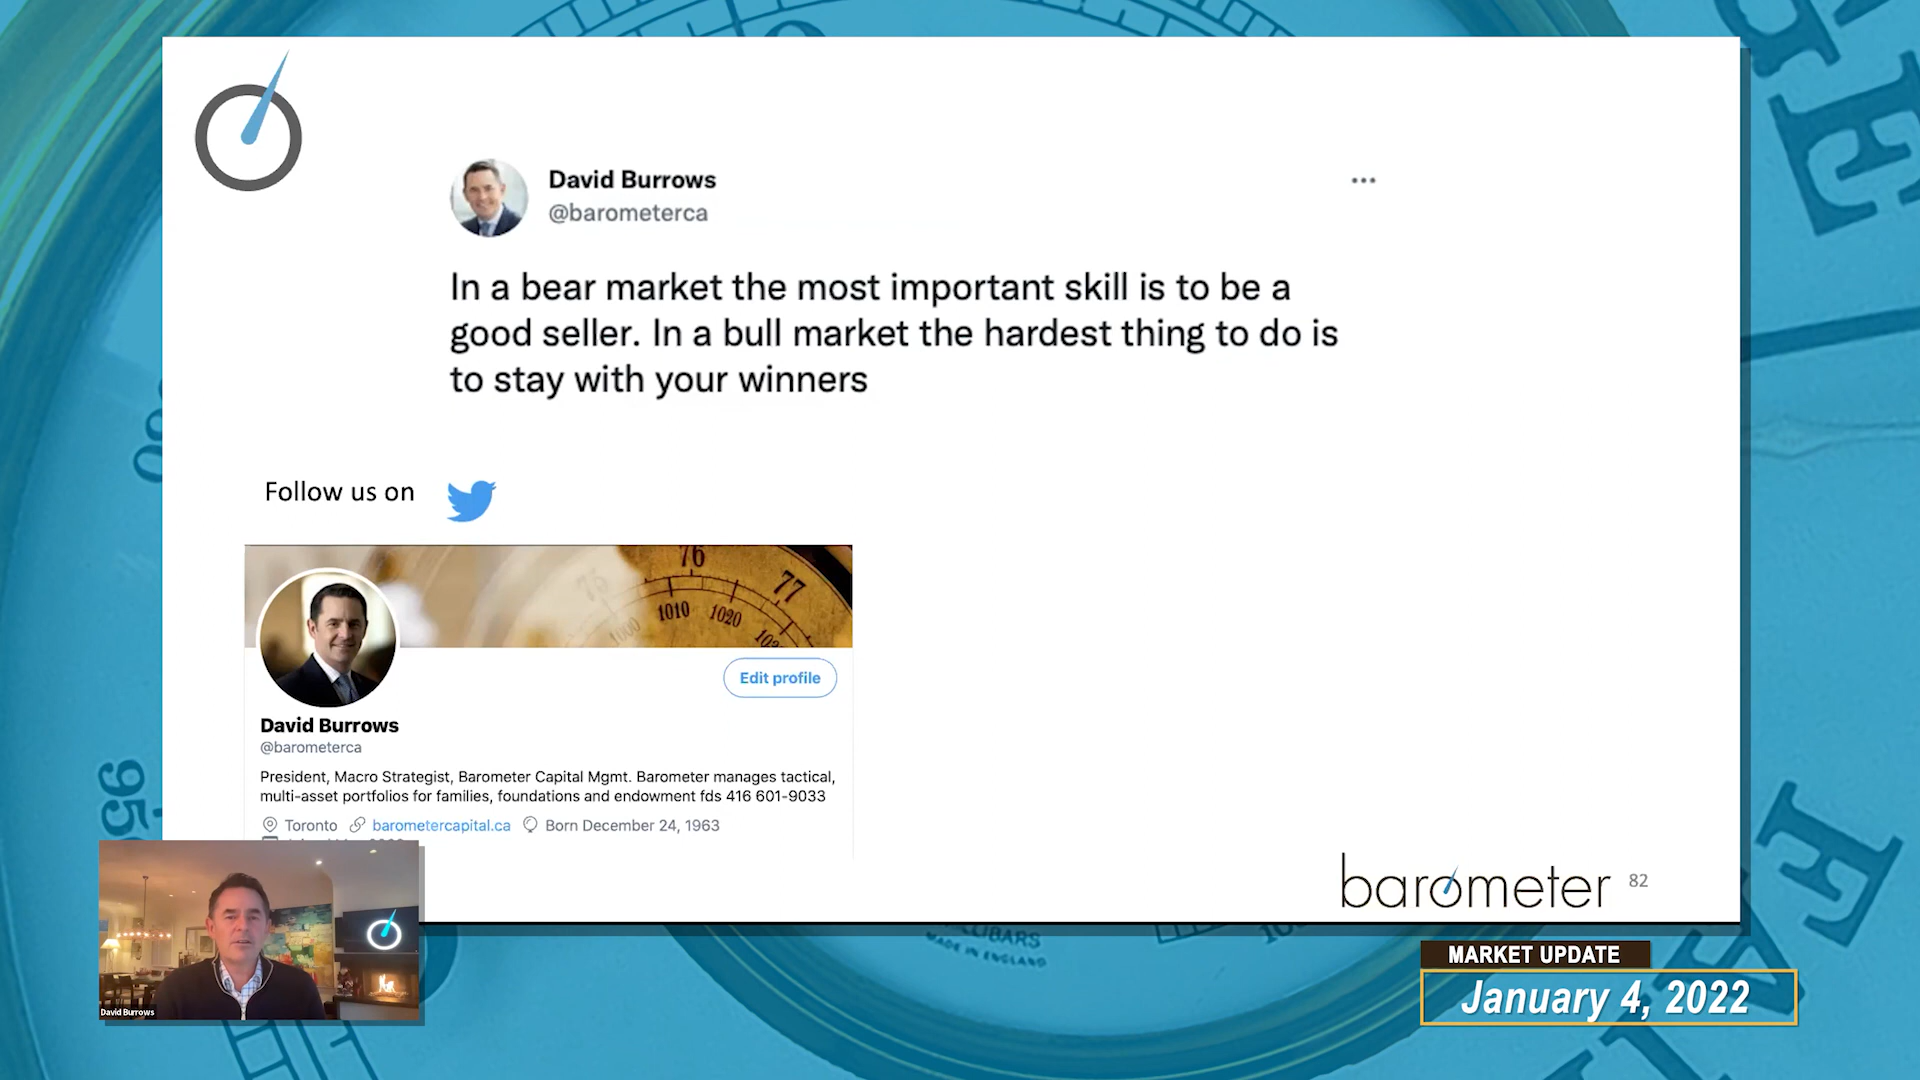 David Burrows
@barometerca
In a bear market the most important skill is to be a
good seller. In a bull market the hardest thing to do is
to stay with your winners
Follow us on
76
77
1010
1020
Edit profile
David Burrows
@barometerca
President, Macro Strategist, Barometer Capital Mgmt. Barometer manages tactical,
multi-asset portfolios for families, foundations and endowment fds 416 601-9033
Toronto barometercapital.ca Born December 24, 1963
David Burrows
barometer 82
MADE IN ENGLAND
MARKET UPDATE
January 4, 2022